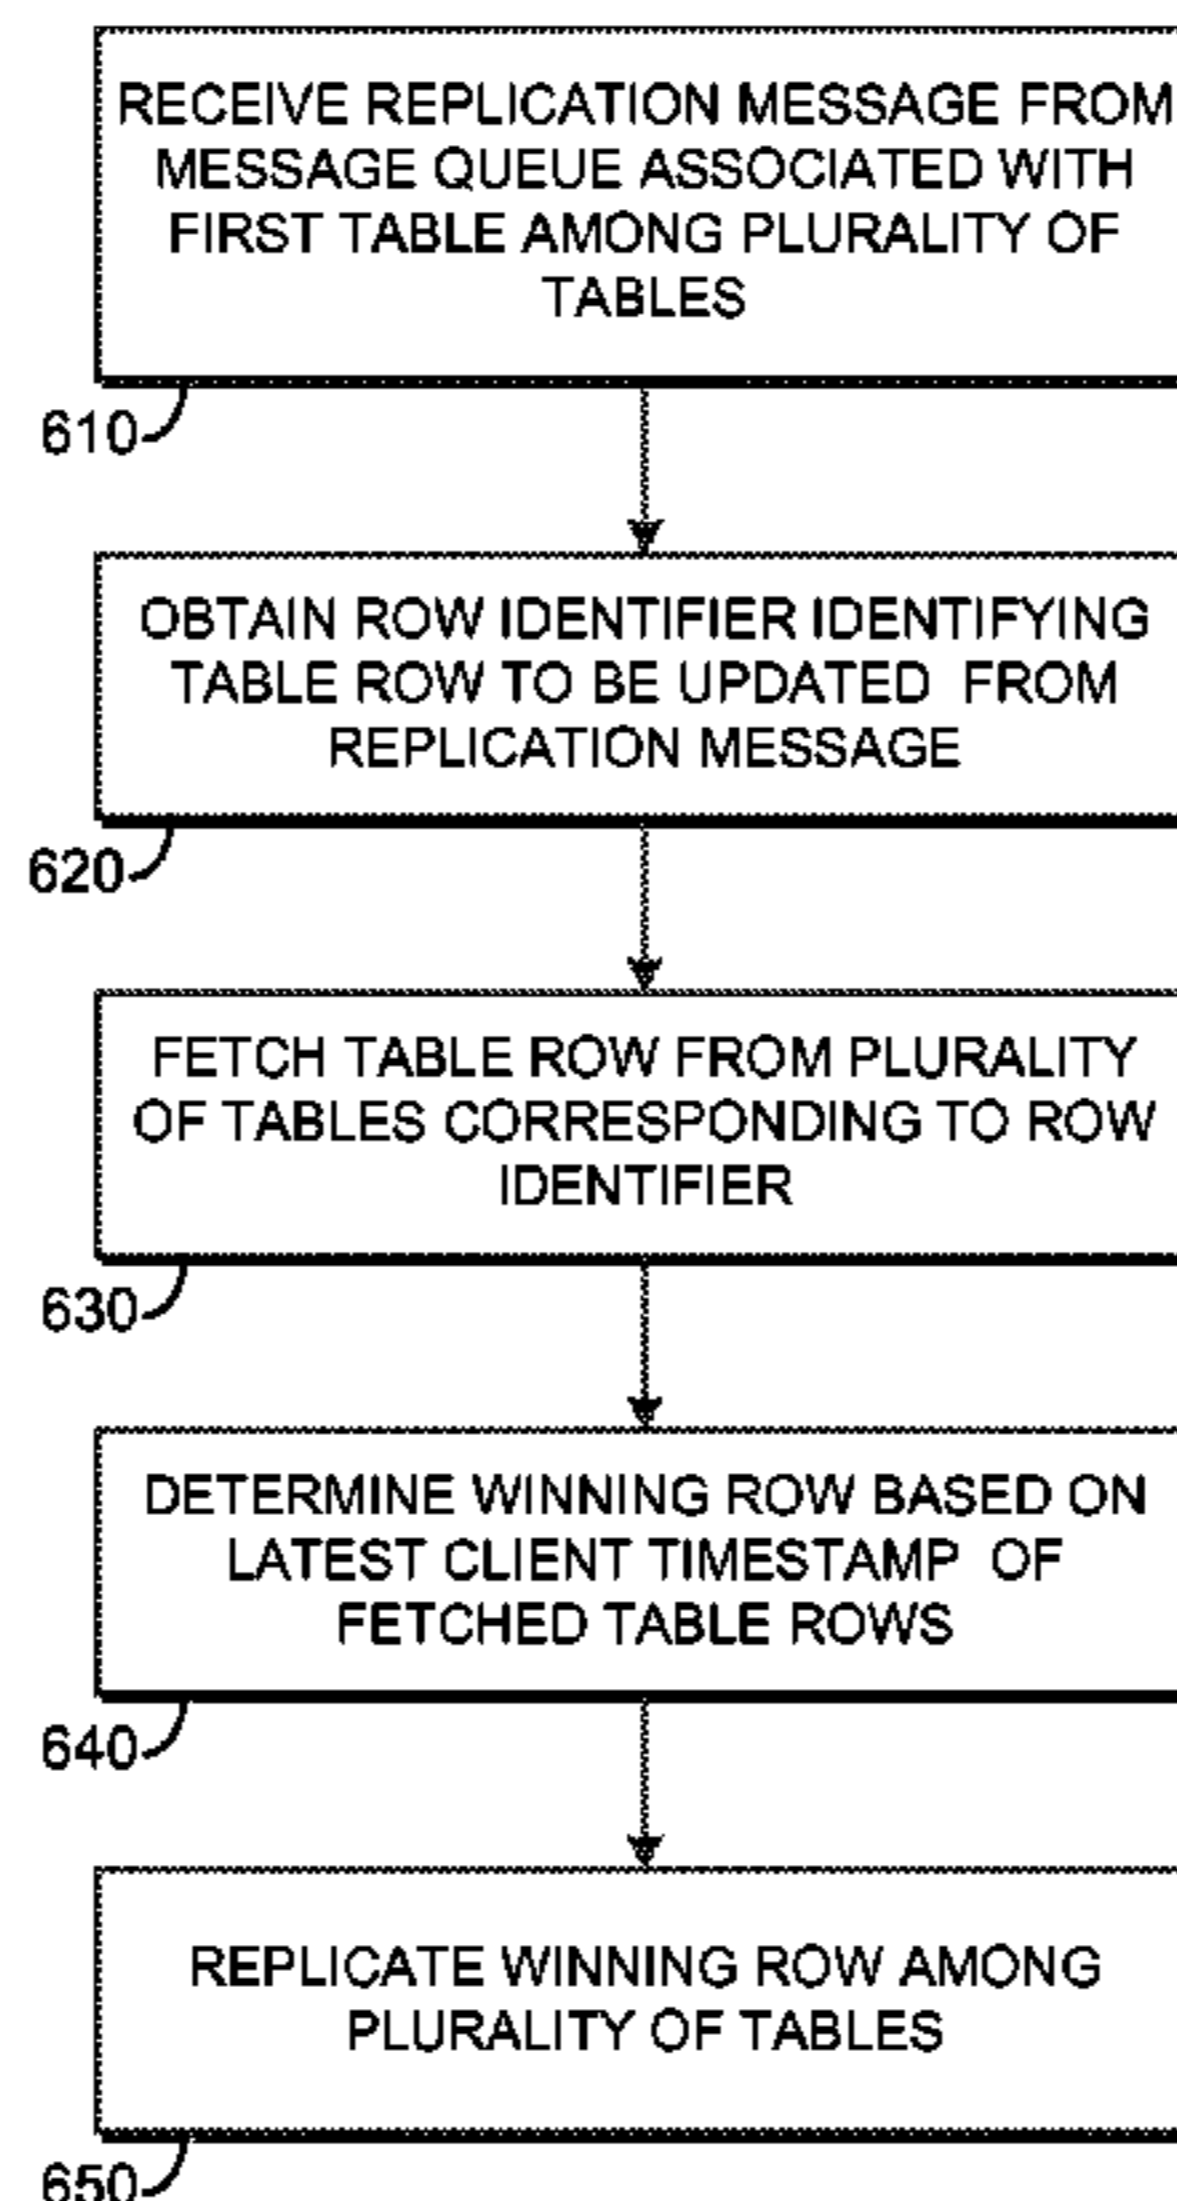 RECEIVE REPLICATION MESSAGE FROM
MESSAGE QUEUE ASSOCIATED WITH
FIRST TABLE AMONG PLURALITY OF
TABLES
610
OBTAIN ROW IDENTIFIER IDENTIFYING
TABLE ROW TO BE UPDATED FROM
REPLICATION MESSAGE
620
FETCH TABLE ROW FROM PLURALITY
OF TABLES CORRESPONDING TO ROW
IDENTIFIER
630
DETERMINE WINNING ROW BASED ON
LATEST CLIENT TIMESTAMP OF
FETCHED TABLE ROWS
640
REPLICATE WINNING ROW AMONG
PLURALITY OF TABLES
650